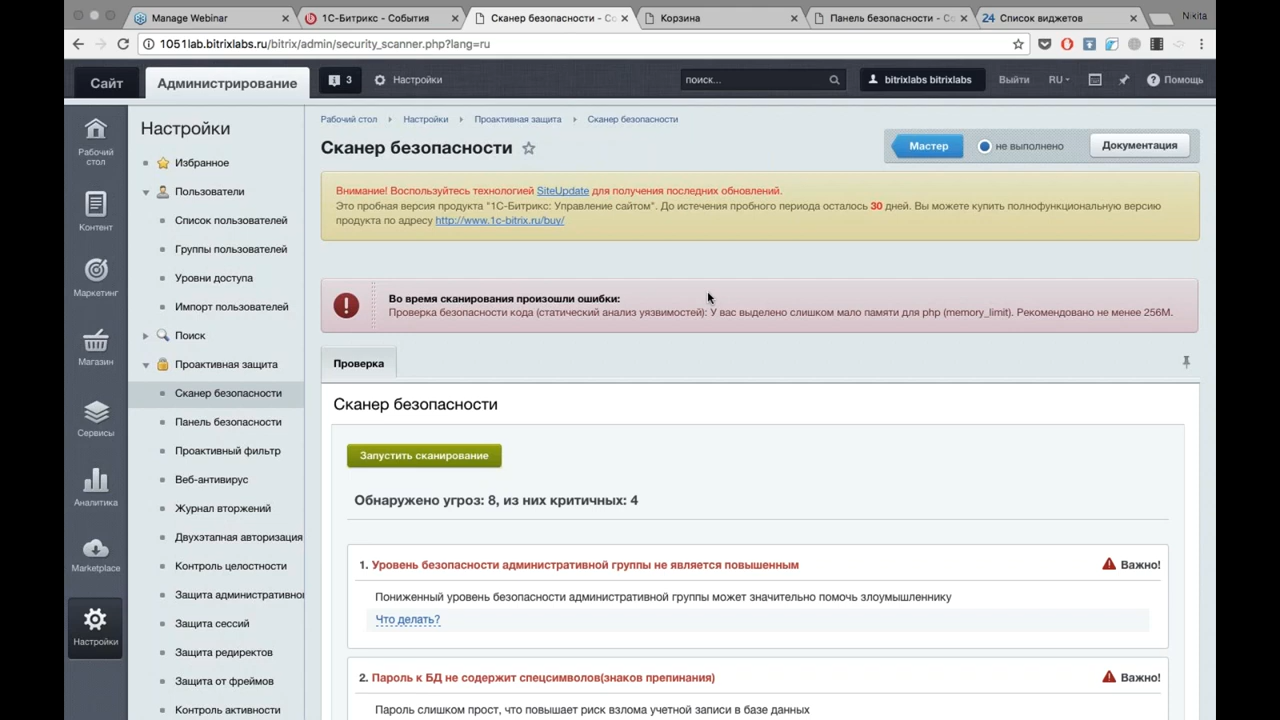 Manage Webinar
1С-Битрикс - События
Сканер безопасности - Со
Корзина
Панель безопасности - Со
24 Список виджетов
Nikita
1051lab.bitrixlabs.ru/bitrix/admin/security_scanner.php?lang=ru
Сайт
Администрирование
3
Настройки
поиск...
bitrixlabs bitrixlabs
Выйти
RU
Помощь
Рабочий стол
Контент
Маркетинг
Магазин
Сервисы
Аналитика
Marketplace
Настройки
Настройки
Избранное
Пользователи
Список пользователей
Группы пользователей
Уровни доступа
Импорт пользователей
Поиск
Проактивная защита
Сканер безопасности
Панель безопасности
Проактивный фильтр
Веб-антивирус
Журнал вторжений
Двухэтапная авторизация
Контроль целостности
Защита административно
Защита сессий
Защита редиректов
Защита от фреймов
Контроль активности
Рабочий стол Настройки Проактивная защита Сканер безопасности
Сканер безопасности
Мастер
не выполнено
Документация
Внимание! Воспользуйтесь технологией SiteUpdate для получения последних обновлений.
Это пробная версия продукта "1С-Битрикс: Управление сайтом". До истечения пробного периода осталось 30 дней. Вы можете купить полнофункциональную версию
продукта по адресу http://www.1c-bitrix.ru/buy/
Во время сканирования произошли ошибки:
Проверка безопасности кода (статический анализ уязвимостей): У вас выделено слишком мало памяти для php (memory_limit). Рекомендовано не менее 256M.
Проверка
Сканер безопасности
Запустить сканирование
Обнаружено угроз: 8, из них критичных: 4
1. Уровень безопасности административной группы не является повышенным
Важно!
Пониженный уровень безопасности административной группы может значительно помочь злоумышленнику
Что делать?
2. Пароль к БД не содержит спецсимволов(знаков препинания)
Важно!
Пароль слишком прост, что повышает риск взлома учетной записи в базе данных